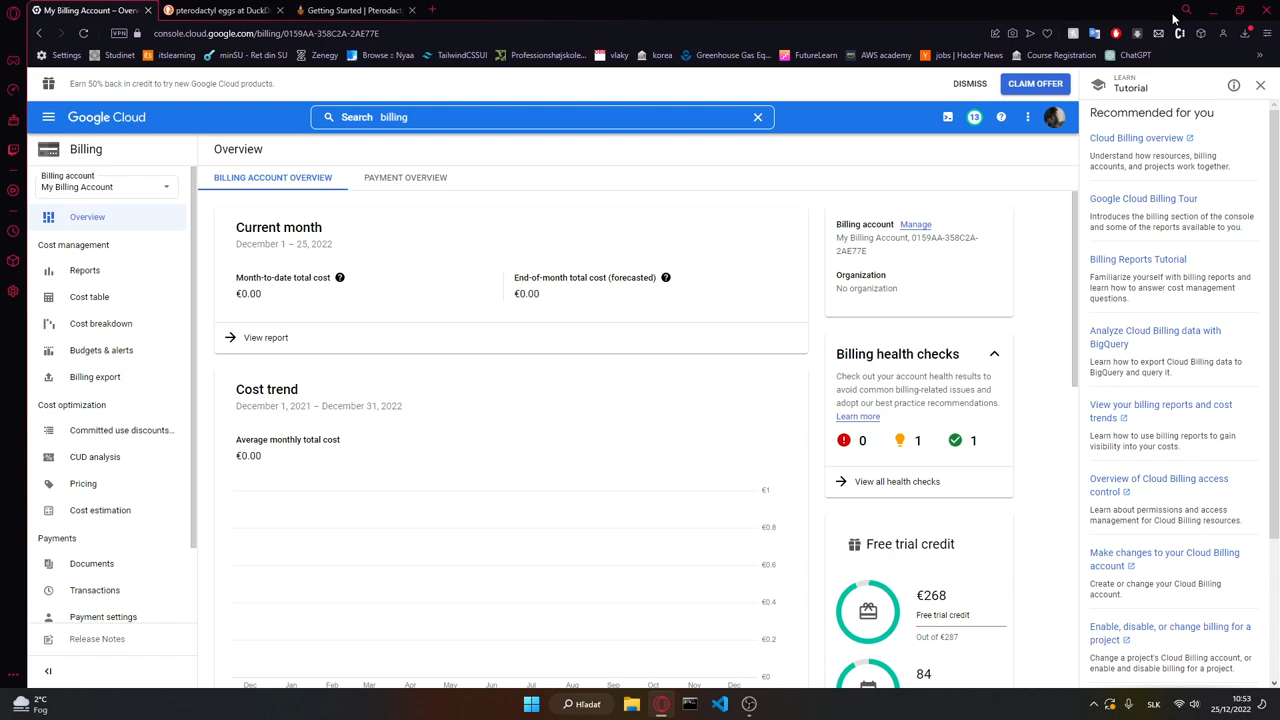 My Billing Account – Overv
pterodactyl eggs at DuckD
Getting Started | Pterodact
VPN
console.cloud.google.com/billing/0159AA-358C2A-2AE77E
Settings
Studinet
itslearning
minSU - Ret din SU
Zenegy
Browse :: Nyaa
TailwindCSSUI
Professionshøjskole...
vlaky
korea
Greenhouse Gas Eq...
FutureLearn
AWS academy
jobs | Hacker News
Course Registration
ChatGPT
Earn 50% back in credit to try new Google Cloud products.
DISMISS
CLAIM OFFER
Google Cloud
Search billing
13
LEARN
Tutorial
Billing
Billing account
My Billing Account
Overview
Cost management
Reports
Cost table
Cost breakdown
Budgets & alerts
Billing export
Cost optimization
Committed use discounts...
CUD analysis
Pricing
Cost estimation
Payments
Documents
Transactions
Payment settings
Release Notes
Overview
BILLING ACCOUNT OVERVIEW
PAYMENT OVERVIEW
Current month
December 1 – 25, 2022
Month-to-date total cost
€0.00
End-of-month total cost (forecasted)
€0.00
View report
Cost trend
December 1, 2021 – December 31, 2022
Average monthly total cost
€0.00
€1
€0.8
€0.6
€0.4
€0.2
€0
Dec Jan Feb Mar Apr May Jun Jul Aug Sep Oct Nov Dec
Billing account Manage
My Billing Account, 0159AA-358C2A-
2AE77E
Organization
No organization
Billing health checks
Check out your account health results to
avoid common billing-related issues and
adopt our best practice recommendations.
Learn more
0 1 1
View all health checks
Free trial credit
€268
Free trial credit
Out of €287
84
Recommended for you
Cloud Billing overview
Understand how resources, billing
accounts, and projects work together.
Google Cloud Billing Tour
Introduces the billing section of the console
and some of the reports available to you.
Billing Reports Tutorial
Familiarize yourself with billing reports and
learn how to answer cost management
questions.
Analyze Cloud Billing data with
BigQuery
Learn how to export Cloud Billing data to
BigQuery and query it.
View your billing reports and cost
trends
Learn how to use billing reports to gain
visibility into your costs.
Overview of Cloud Billing access
control
Learn about permissions and access
management for Cloud Billing resources.
Make changes to your Cloud Billing
account
Create or change your Cloud Billing
account.
Enable, disable, or change billing for a
project
Change a project's Cloud Billing account, or
enable and disable billing for a project.
2°C
Fog
Hľadať
SLK
10:53
25/12/2022